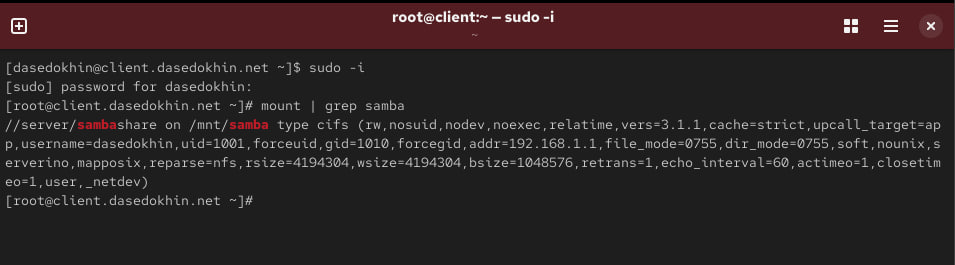 root@client:~ — sudo -i
~
[dasedokhin@client.dasedokhin.net ~]$ sudo -i
[sudo] password for dasedokhin:
[root@client.dasedokhin.net ~]# mount | grep samba
//server/sambashare on /mnt/samba type cifs (rw,nosuid,nodev,noexec,relatime,vers=3.1.1,cache=strict,upcall_target=ap
p,username=dasedokhin,uid=1001,forceuid,gid=1010,forcegid,addr=192.168.1.1,file_mode=0755,dir_mode=0755,soft,nounix,s
erverino,mapposix,reparse=nfs,rsize=4194304,wsize=4194304,bsize=1048576,retrans=1,echo_interval=60,actimeo=1,closetim
eo=1,user,_netdev)
[root@client.dasedokhin.net ~]#